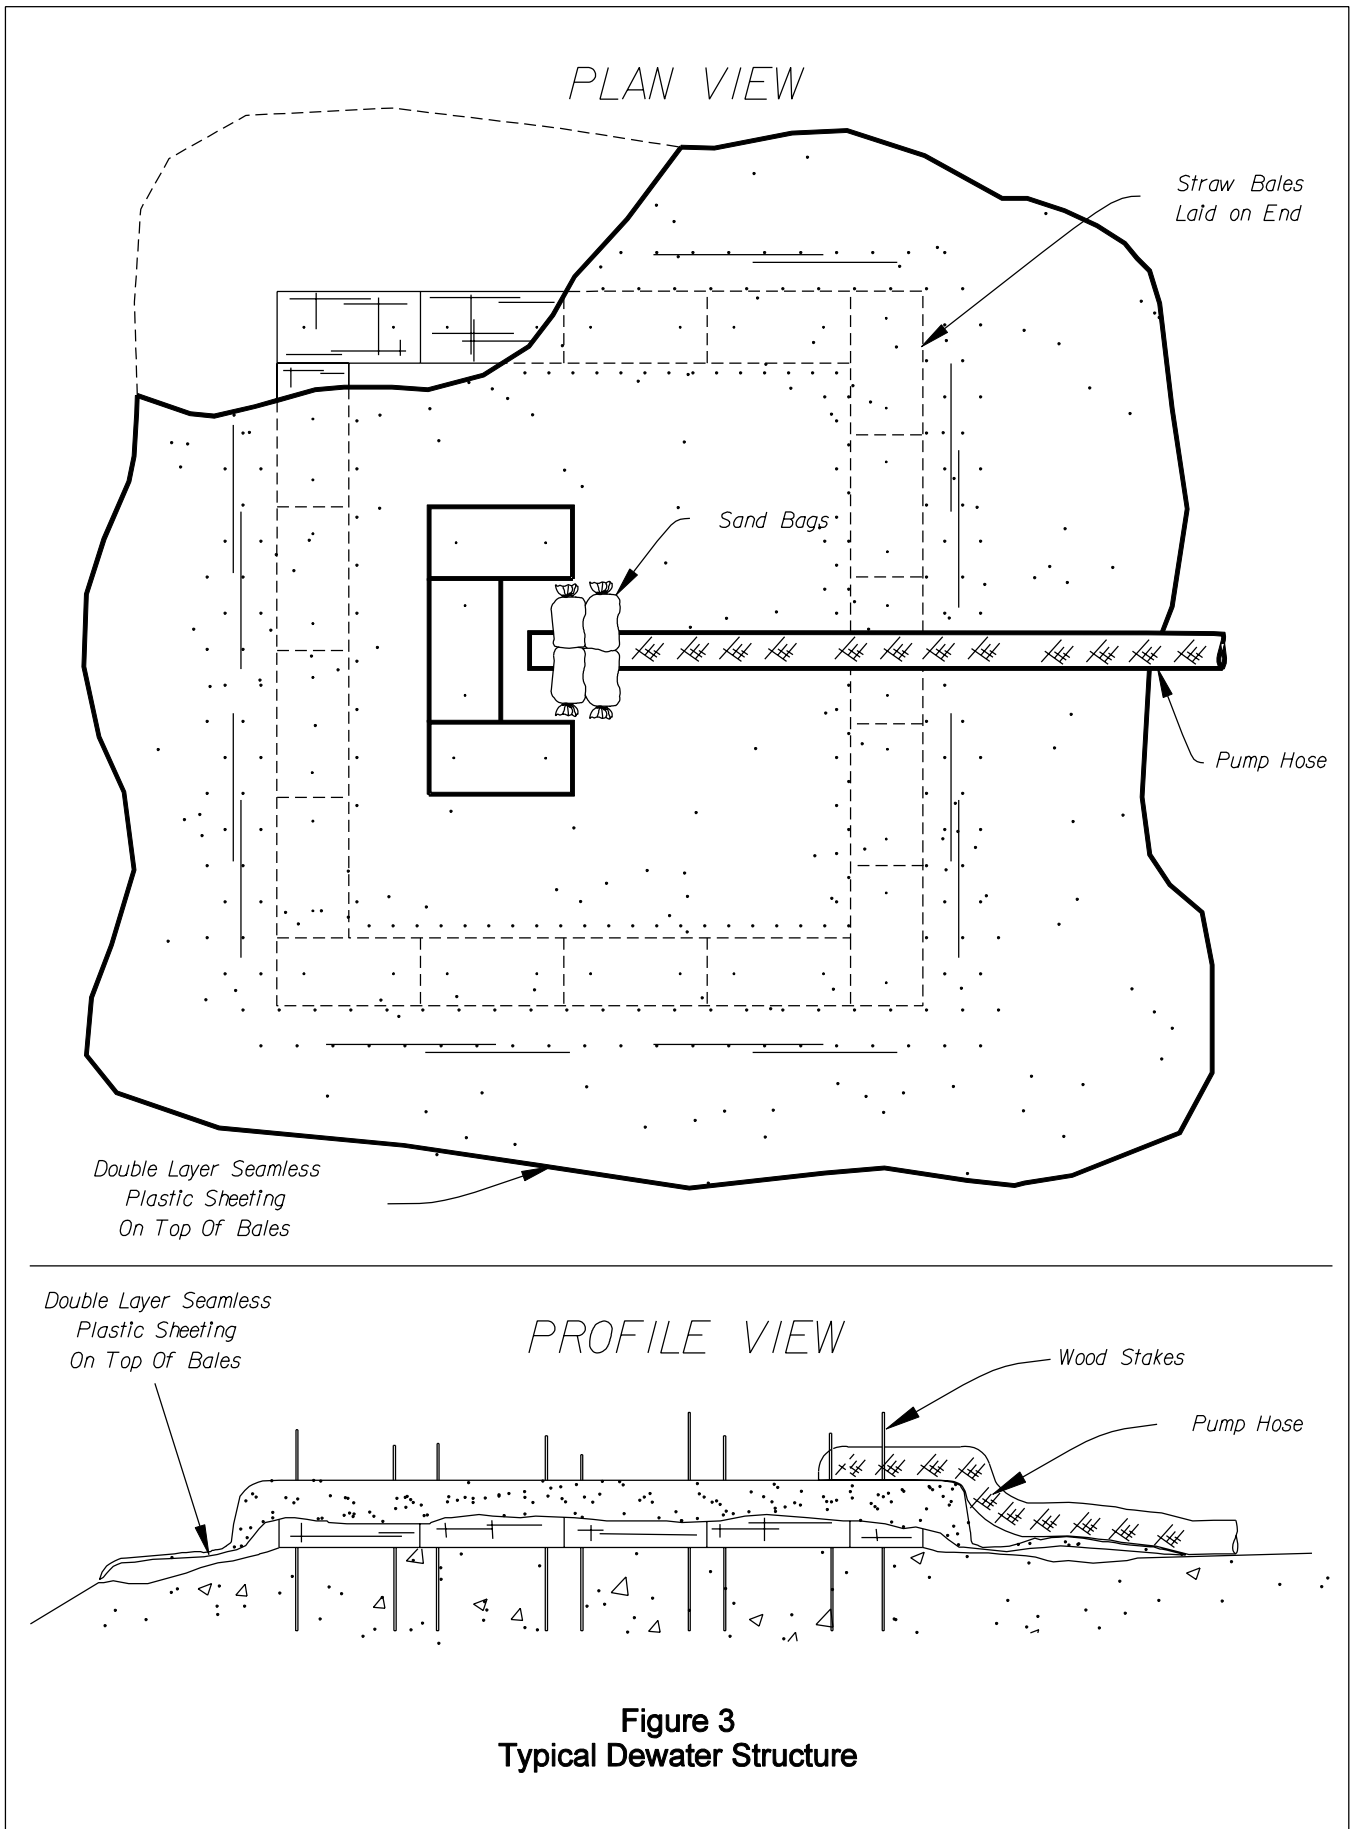 PLAN VIEW
Straw Bales
Laid on End
Sand Bags
Pump Hose
Double Layer Seamless
Plastic Sheeting
On Top Of Bales
Double Layer Seamless
Plastic Sheeting
On Top Of Bales
PROFILE VIEW
Wood Stakes
Pump Hose
Figure 3
Typical Dewater Structure